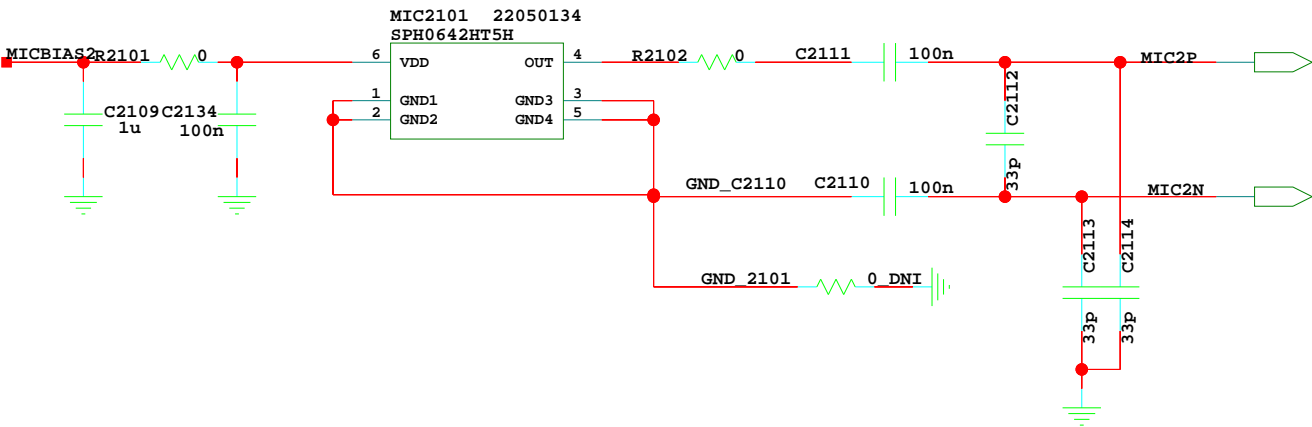 MIC2101 22050134
SPH0642HT5H
MICBIAS2
R2101
0
6
VDD
OUT
4
R2102
0
C2111
100n
MIC2P
1
GND1
GND3
3
2
GND2
GND4
5
C2109
1u
C2134
100n
C2112
33p
GND_C2110
C2110
100n
MIC2N
C2113
33p
C2114
33p
GND_2101
0_DNI